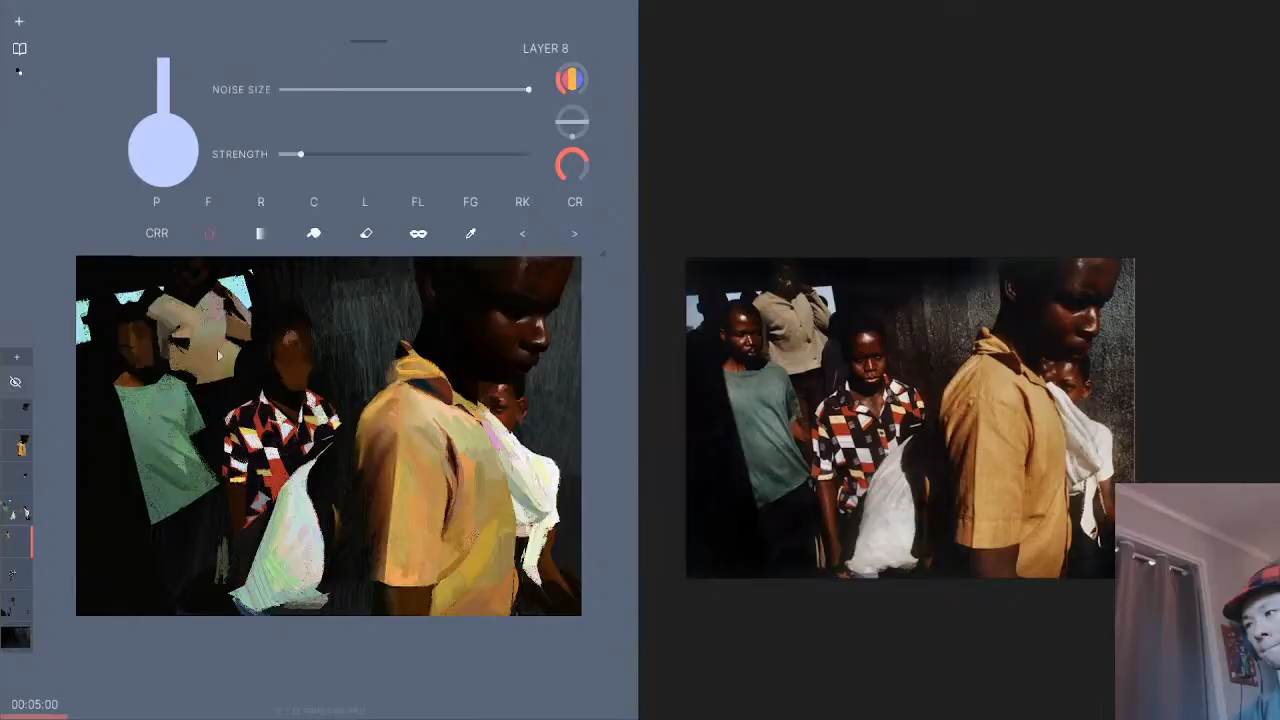 LAYER 8
NOISE SIZE
STRENGTH
P F R C L FL FG RK CR
CRR < >
+
00:05:00